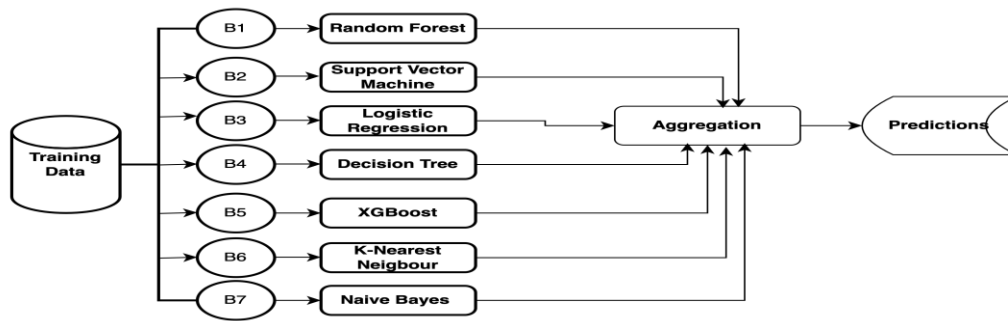 B1
Random Forest
B2
Support Vector
Machine
B3
Logistic
Regression
Training
Data
B4
Decision Tree
B5
XGBoost
B6
K-Nearest
Neigbour
B7
Naive Bayes
Aggregation
Predictions